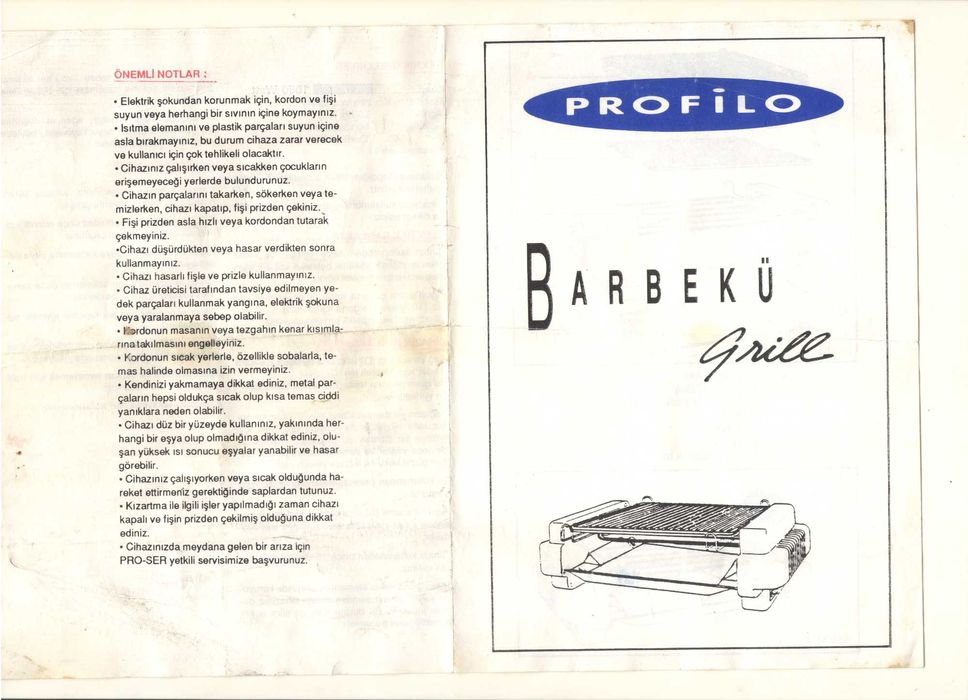 ÖNEMLİ NOTLAR :
• Elektrik şokundan korunmak için, kordon ve fişi
suyun veya herhangi bir sıvının içine koymayınız.
• Isıtma elemanını ve plastik parçaları suyun içine
asla bırakmayınız, bu durum cihaza zarar verecek
ve kullanıcı için çok tehlikeli olacaktır.
• Cihazınız çalışırken veya sıcakken çocukların
erişemeyeceği yerlerde bulundurunuz.
• Cihazın parçalarını takarken, sökerken veya te-
mizlerken, cihazı kapatıp, fişi prizden çekiniz.
• Fişi prizden asla hızlı veya kordondan tutarak
çekmeyiniz.
•Cihazı düşürdükten veya hasar verdikten sonra
kullanmayınız.
• Cihazı hasarlı fişle ve prizle kullanmayınız.
• Cihaz üreticisi tarafından tavsiye edilmeyen ye-
dek parçaları kullanmak yangına, elektrik şokuna
veya yaralanmaya sebep olabilir.
• Kordonun masanın veya tezgahın kenar kısımla-
rına takılmasını engelleyiniz.
• Kordonun sıcak yerlerle, özellikle sobalarla, te-
mas halinde olmasına izin vermeyiniz.
• Kendinizi yakmamaya dikkat ediniz, metal par-
çaların hepsi oldukça sıcak olup kısa temas ciddi
yanıklara neden olabilir.
• Cihazı düz bir yüzeyde kullanınız, yakınında her-
hangi bir eşya olup olmadığına dikkat ediniz, olu-
şan yüksek ısı sonucu eşyalar yanabilir ve hasar
görebilir.
• Cihazınız çalışıyorken veya sıcak olduğunda ha-
reket ettirmeniz gerektiğinde saplardan tutunuz.
• Kızartma ile ilgili işler yapılmadığı zaman cihazı
kapalı ve fişin prizden çekilmiş olduğuna dikkat
ediniz.
• Cihazınızda meydana gelen bir arıza için
PRO-SER yetkili servisimize başvurunuz.
PROFİLO
BARBEKÜ
Grill